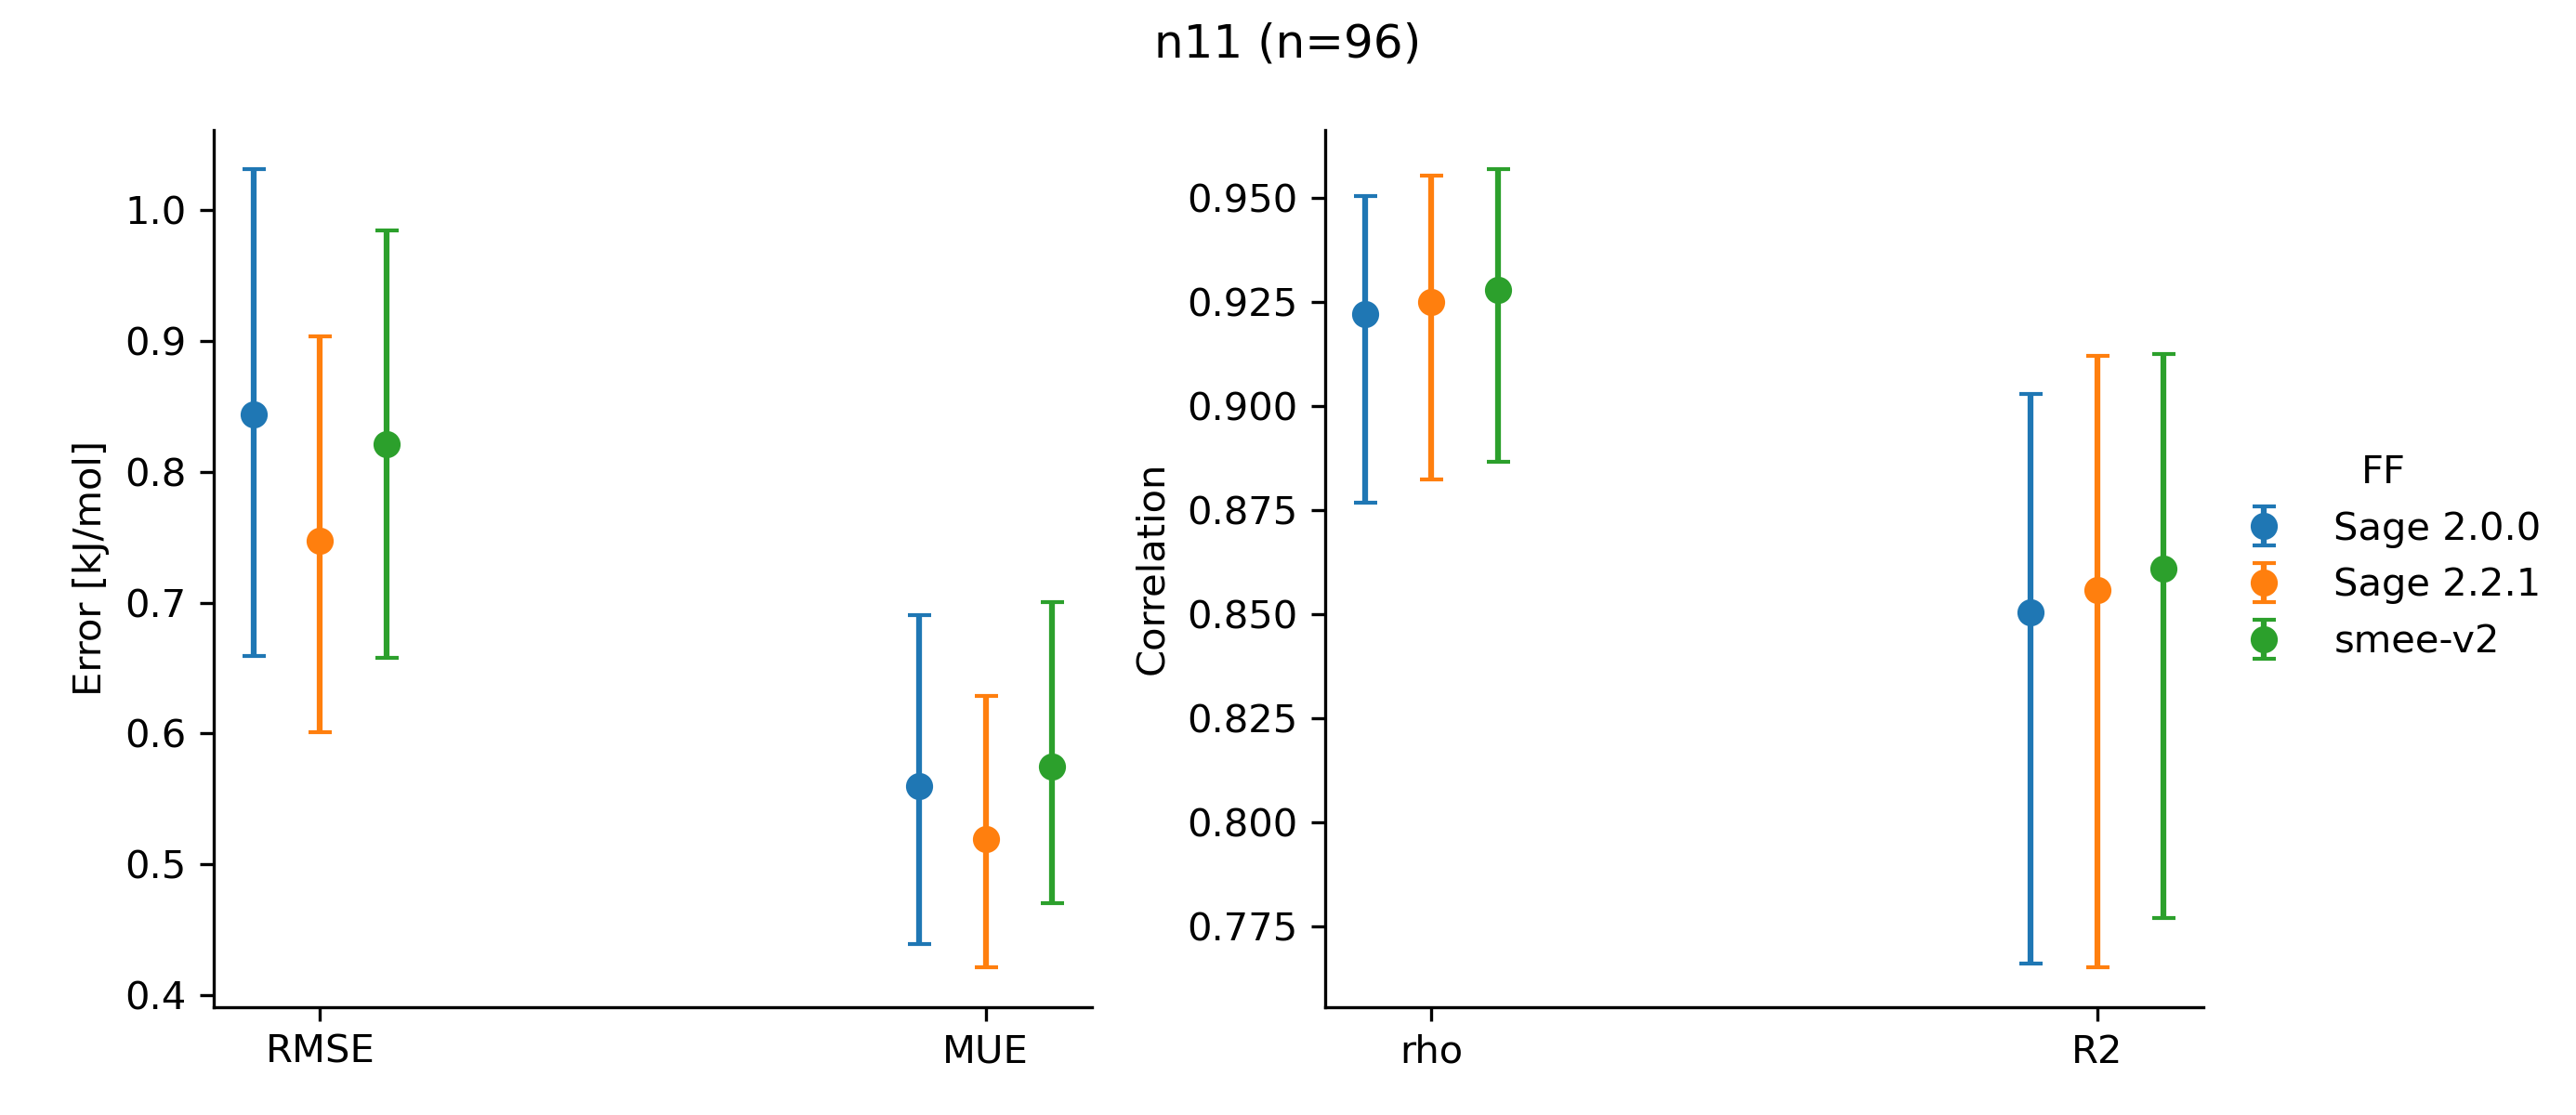 n11 (n=96)
Error [kJ/mol]
1.0
0.9
0.8
0.7
0.6
0.5
0.4
RMSE
MUE
Correlation
0.950
0.925
0.900
0.875
0.850
0.825
0.800
0.775
rho
R2
FF
Sage 2.0.0
Sage 2.2.1
smee-v2